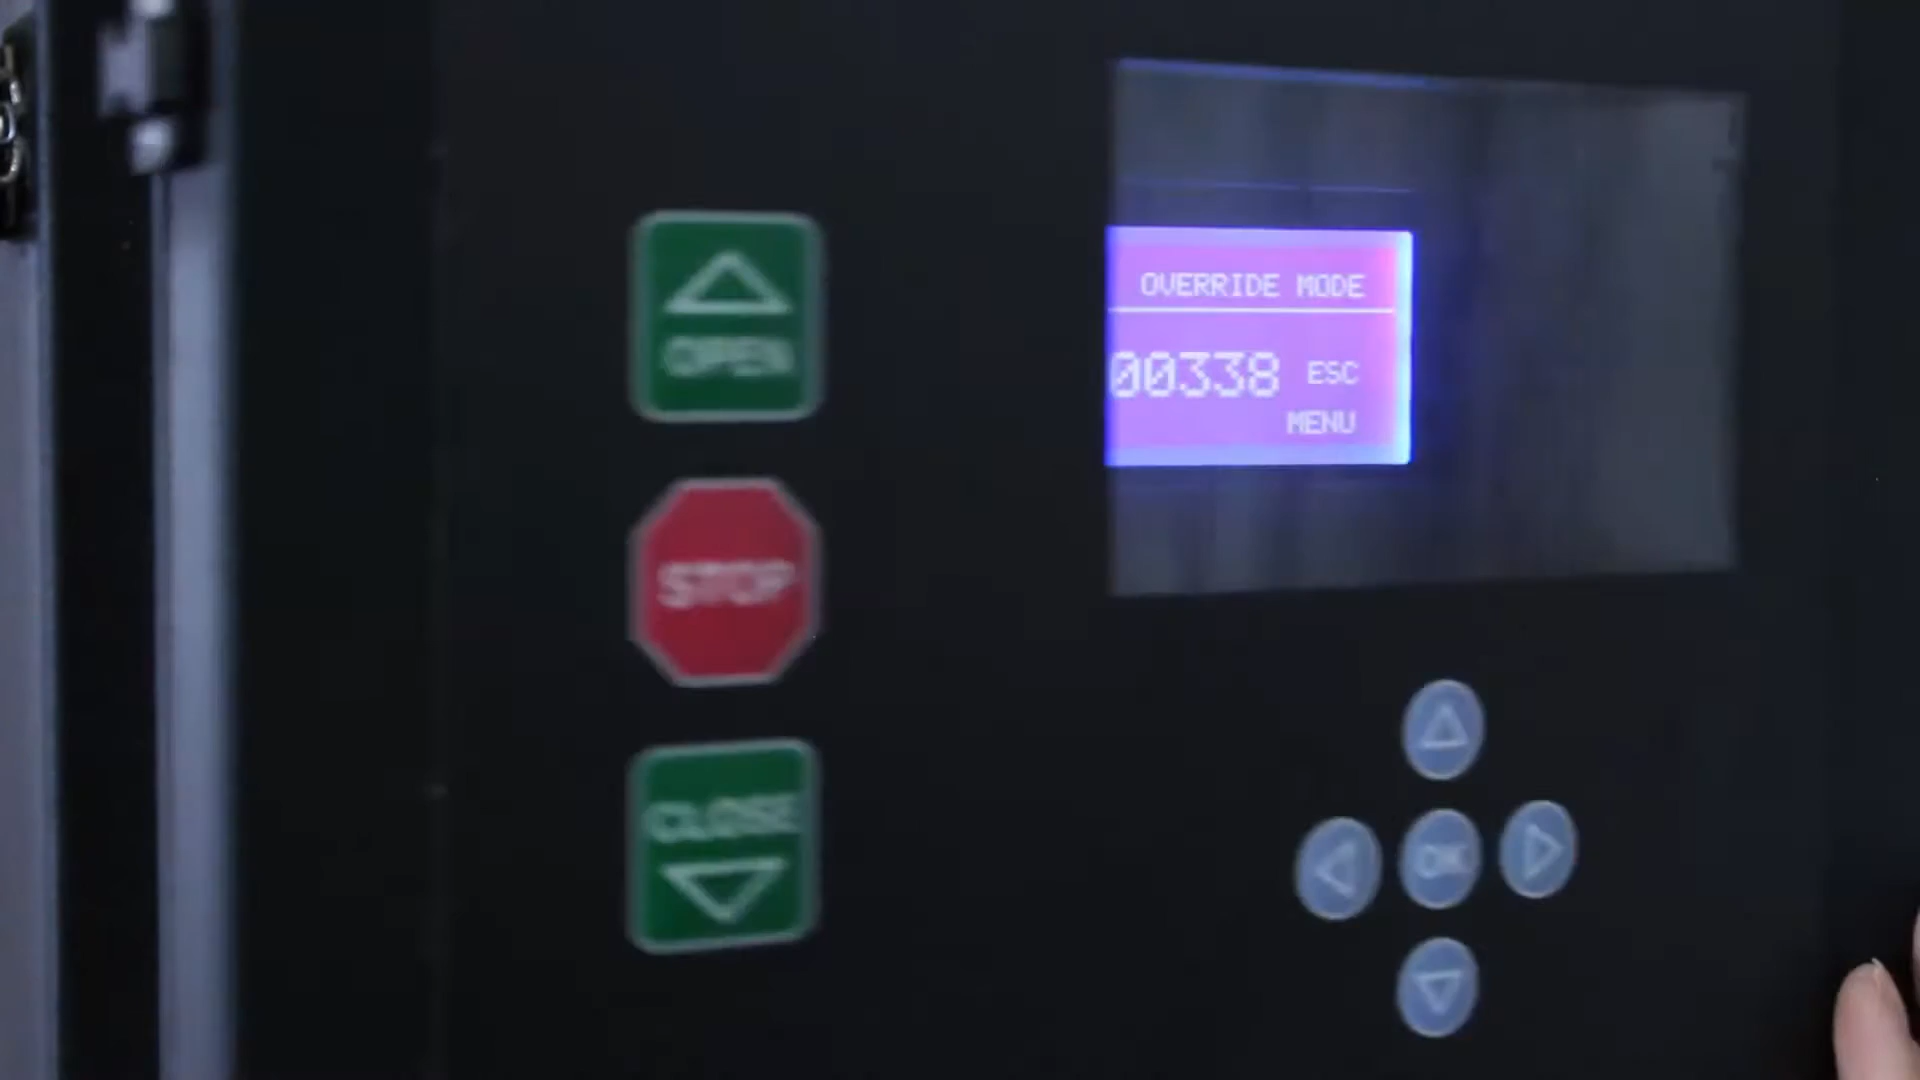 OPEN
STOP
CLOSE
OVERRIDE MODE
00338 ESC
MENU
OK